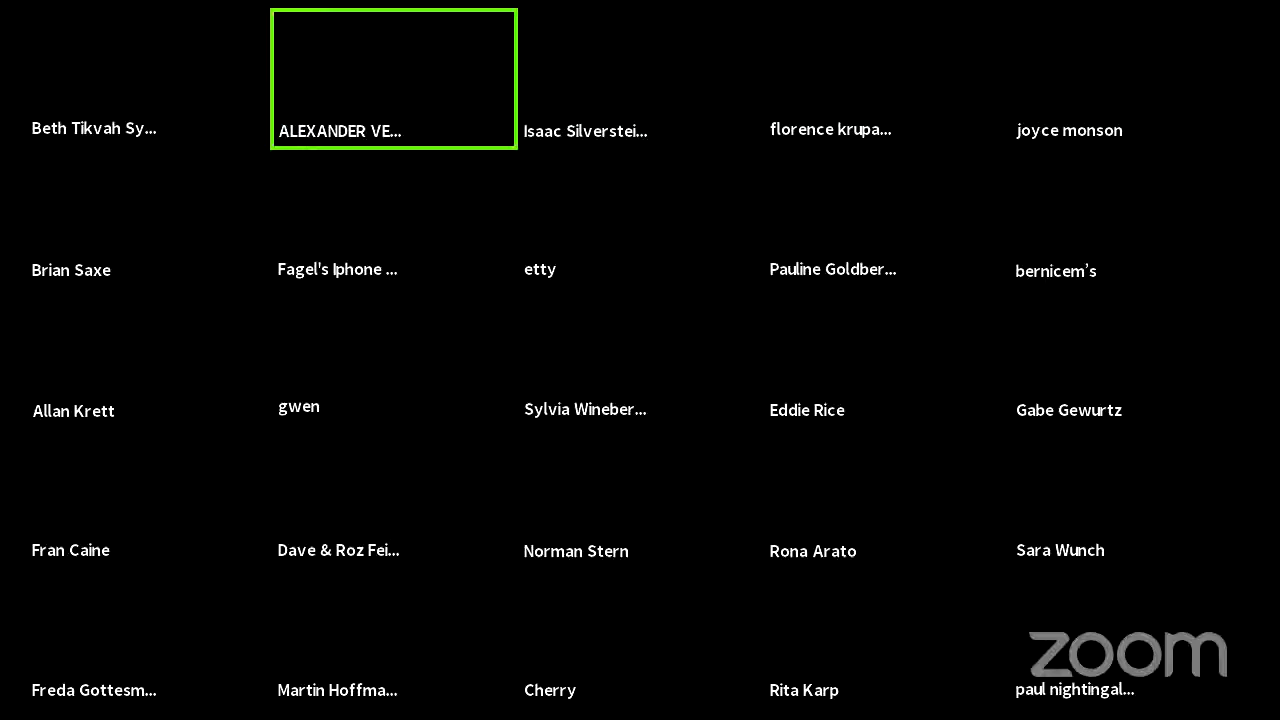 Beth Tikvah Sy...
ALEXANDER VE...
Isaac Silverstei...
florence krupa...
joyce monson
Brian Saxe
Fagel's Iphone ...
etty
Pauline Goldber...
bernicem’s
Allan Krett
gwen
Sylvia Wineber...
Eddie Rice
Gabe Gewurtz
Fran Caine
Dave & Roz Fei...
Norman Stern
Rona Arato
Sara Wunch
zoom
Freda Gottesm...
Martin Hoffma...
Cherry
Rita Karp
paul nightingal...